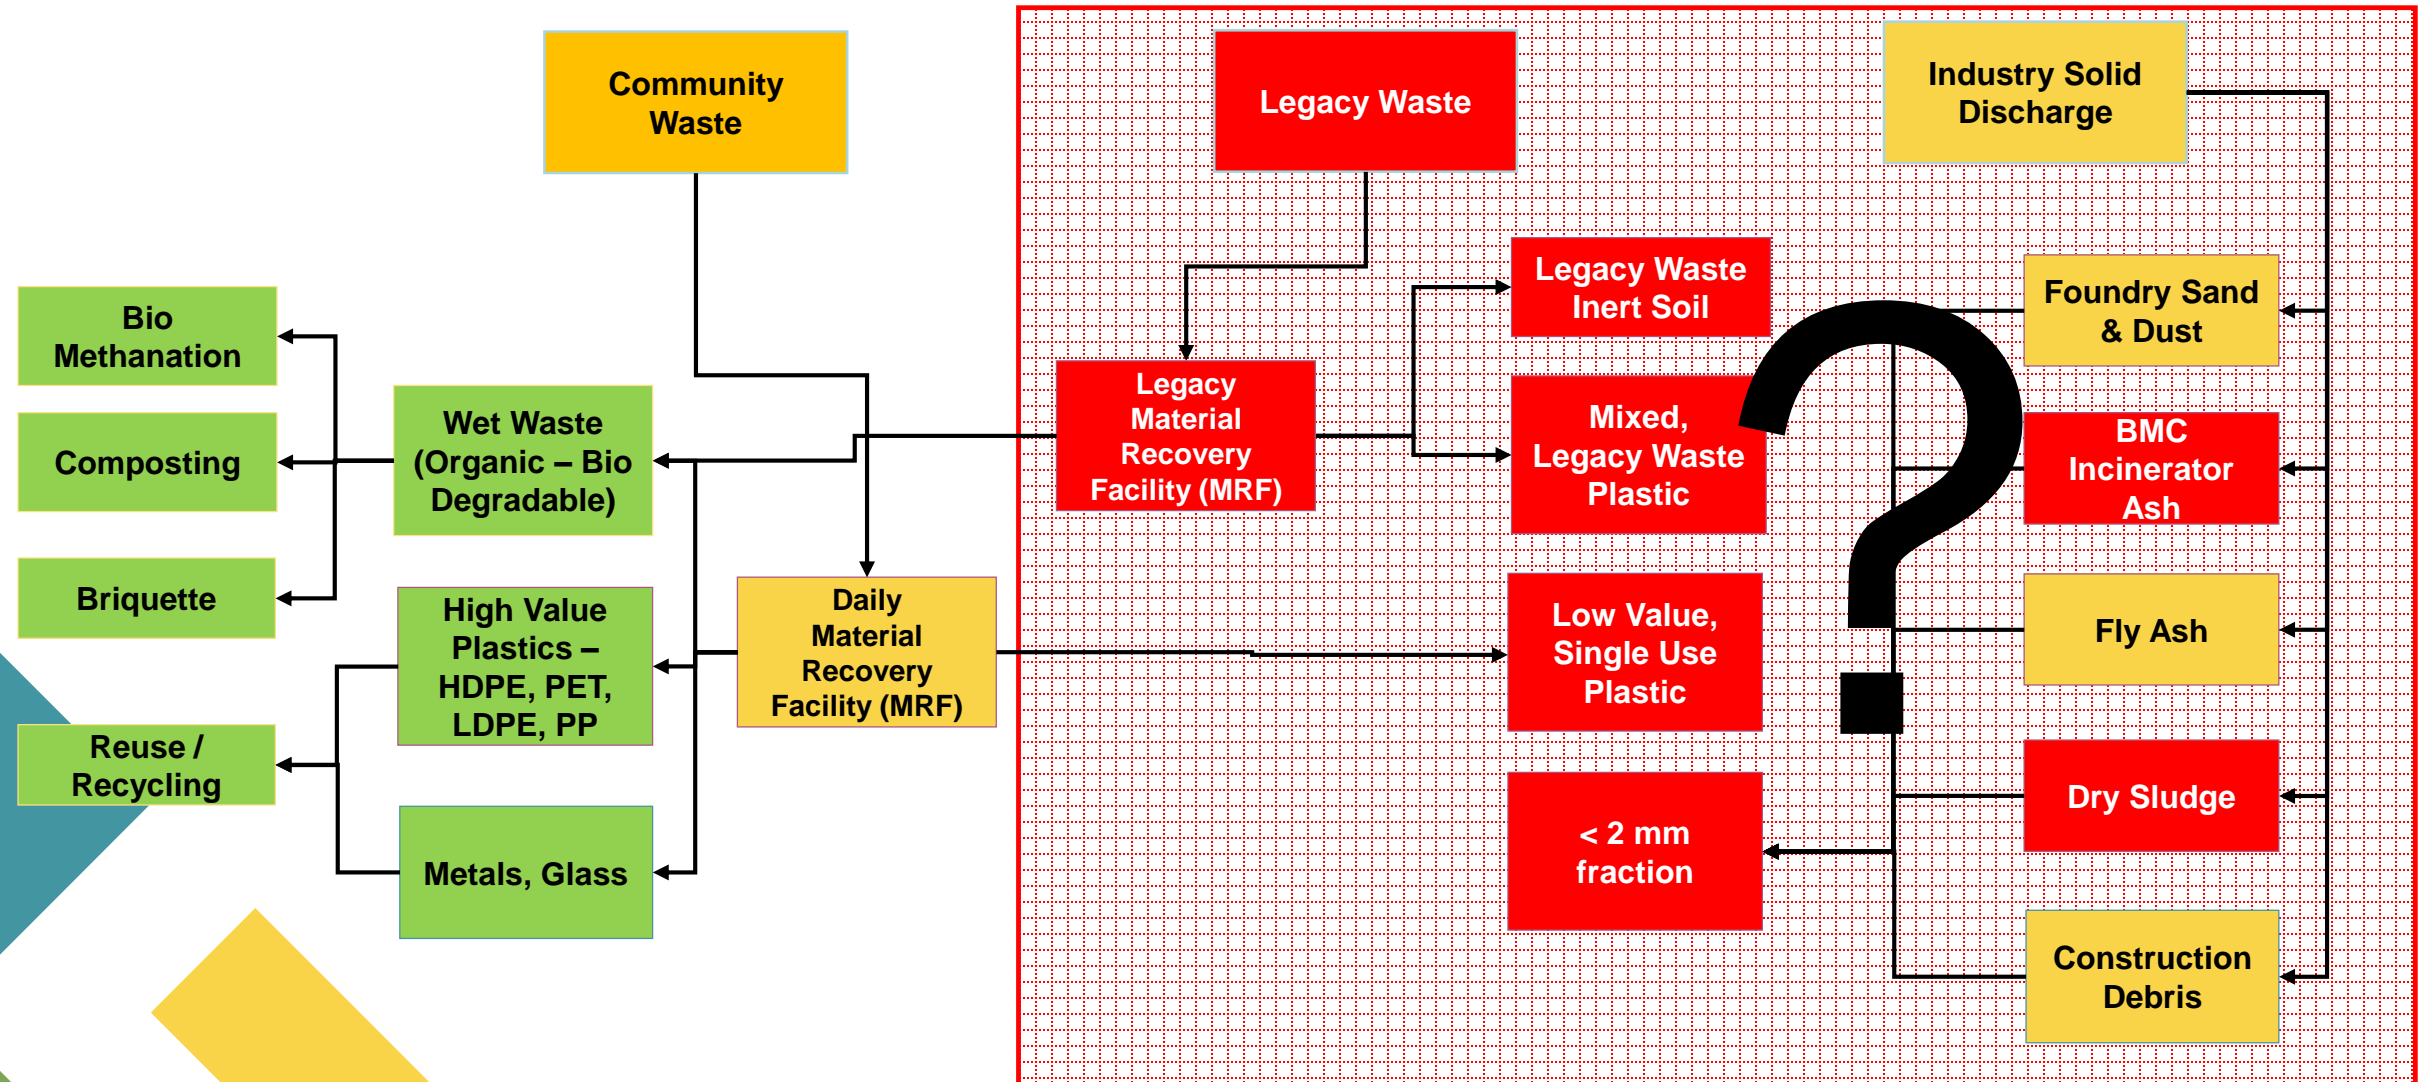 Community
Waste
Legacy Waste
Industry Solid
Discharge
Bio
Methanation
Composting
Briquette
Reuse /
Recycling
Wet Waste
(Organic – Bio
Degradable)
High Value
Plastics –
HDPE, PET,
LDPE, PP
Metals, Glass
Daily
Material
Recovery
Facility (MRF)
Legacy
Material
Recovery
Facility (MRF)
Legacy Waste
Inert Soil
Mixed,
Legacy Waste
Plastic
Low Value,
Single Use
Plastic
< 2 mm
fraction
?
Foundry Sand
& Dust
BMC
Incinerator
Ash
Fly Ash
Dry Sludge
Construction
Debris